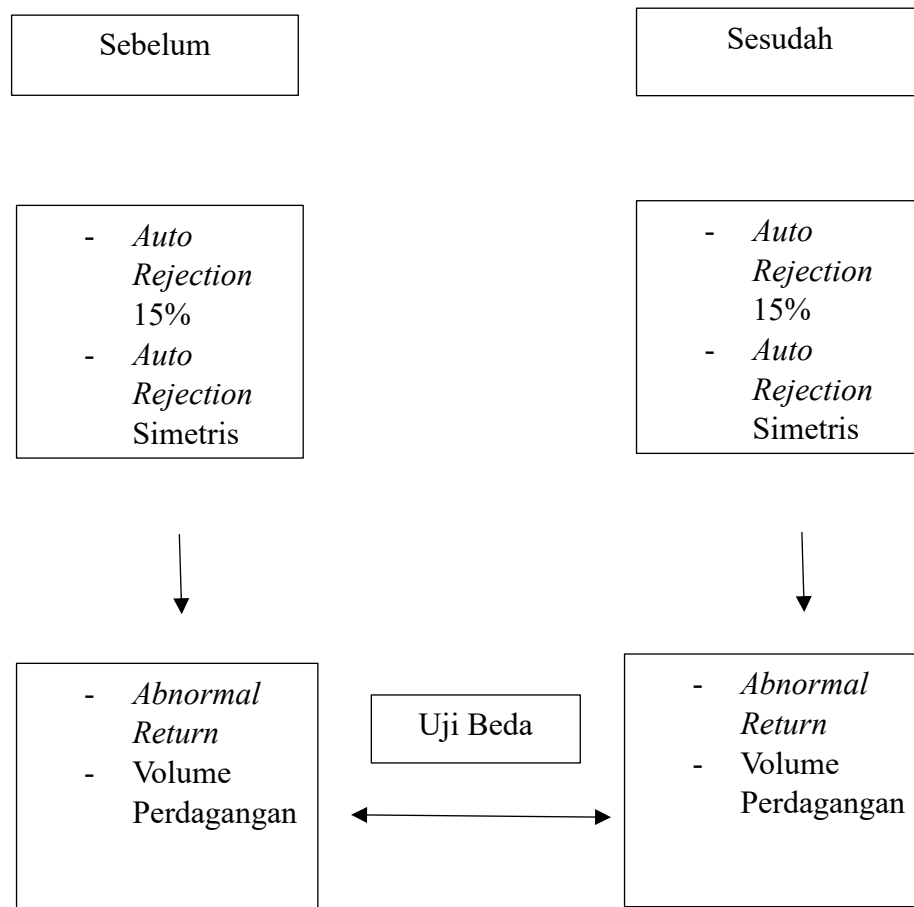 Sebelum
Sesudah
- Auto
Rejection
15%
- Auto
Rejection
Simetris
- Auto
Rejection
15%
- Auto
Rejection
Simetris
- Abnormal
Return
- Volume
Perdagangan
Uji Beda
- Abnormal
Return
- Volume
Perdagangan